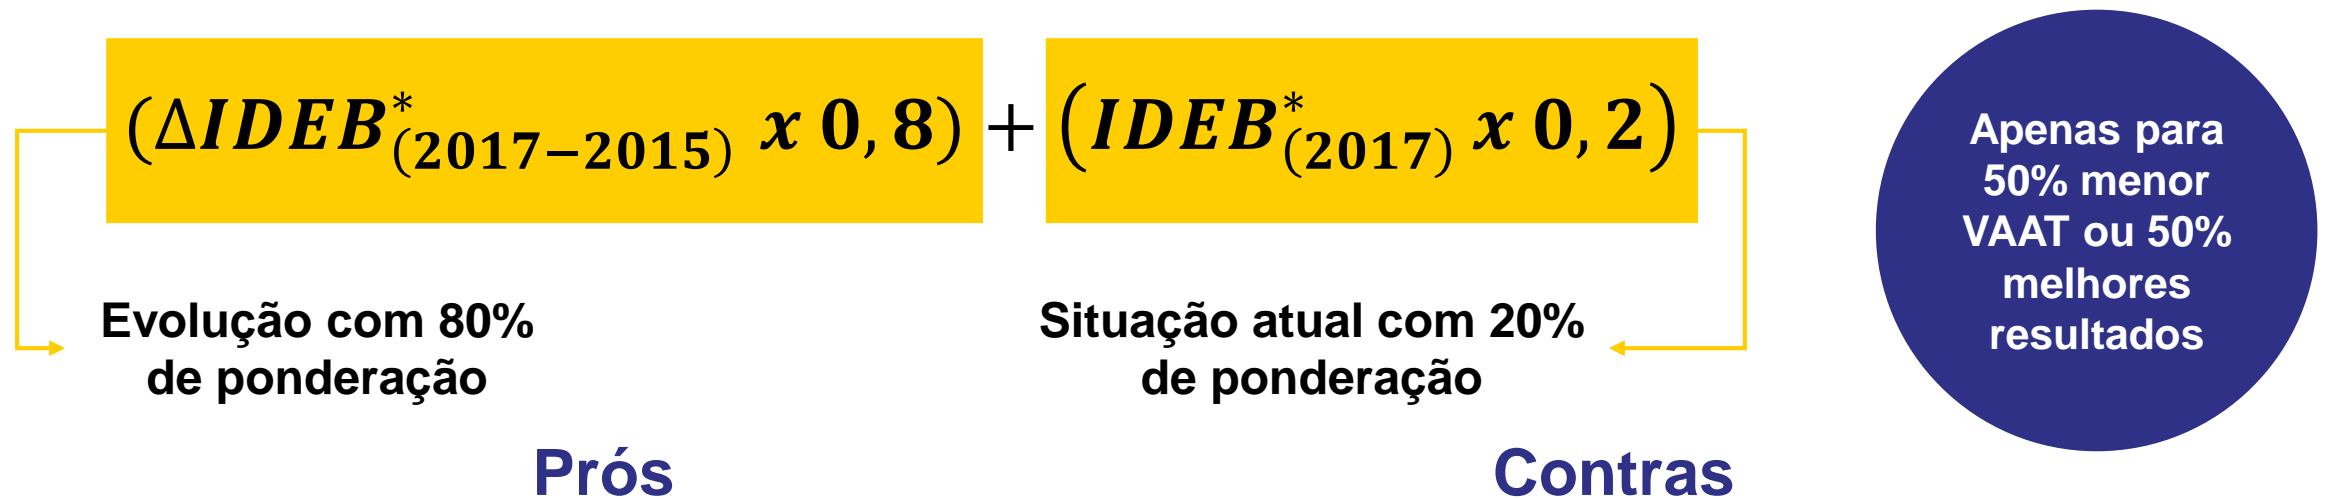 (ΔIDEB*(2017−2015) x 0,8) + (IDEB*(2017) x 0,2)
Evolução com 80%
de ponderação
Situação atual com 20%
de ponderação
Apenas para
50% menor
VAAT ou 50%
melhores
resultados
Prós
Contras